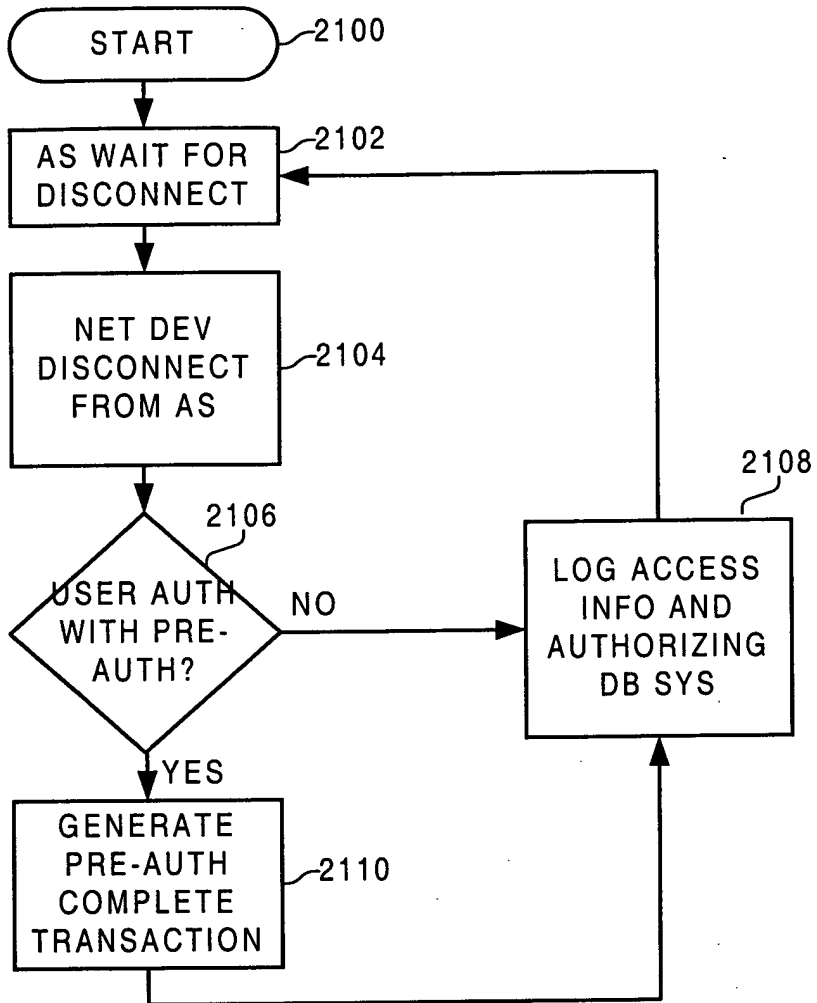 START
2100
AS WAIT FOR
DISCONNECT
2102
NET DEV
DISCONNECT
FROM AS
2104
2106
USER AUTH
WITH PRE-
AUTH?
NO
YES
2108
LOG ACCESS
INFO AND
AUTHORIZING
DB SYS
GENERATE
PRE-AUTH
COMPLETE
TRANSACTION
2110